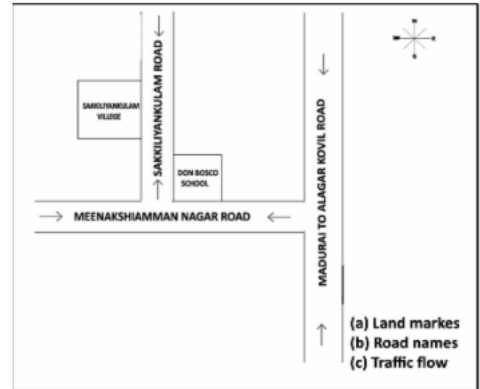 SAKKILIYANKULAM ROAD
MADURAI TO ALAGAR KOVIL ROAD
N
W
S
SAKKILIYANKULAM
VILLEGE
DON BOSCO
SCHOOL
MEENAKSHIAMMAN NAGAR ROAD
(a) Land markes
(b) Road names
(c) Traffic flow